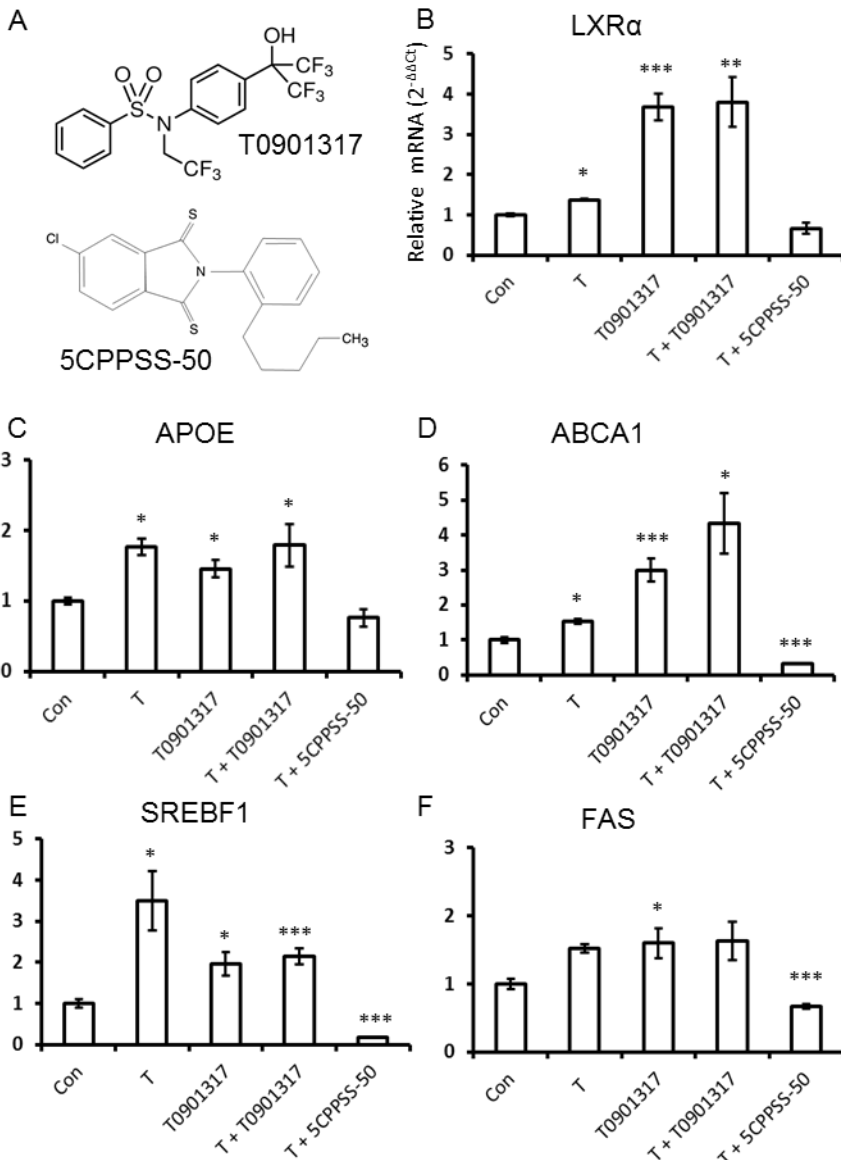 A
OH
CF3
CF3
O O
S
N
CF3
T0901317
Cl
S
N
S
CH3
5CPPSS-50
B
LXRα
Relative mRNA (2^-ΔΔCt)
5
4
3
2
1
0
***
**
*
Con
T
T0901317
T + T0901317
T + 5CPPSS-50
C
APOE
3
2
1
0
*
*
*
Con
T
T0901317
T + T0901317
T + 5CPPSS-50
D
ABCA1
6
5
4
3
2
1
0
*
***
*
***
Con
T
T0901317
T + T0901317
T + 5CPPSS-50
E
SREBF1
5
4
3
2
1
0
*
*
***
***
Con
T
T0901317
T + T0901317
T + 5CPPSS-50
F
FAS
3
2
1
0
*
***
Con
T
T0901317
T + T0901317
T + 5CPPSS-50